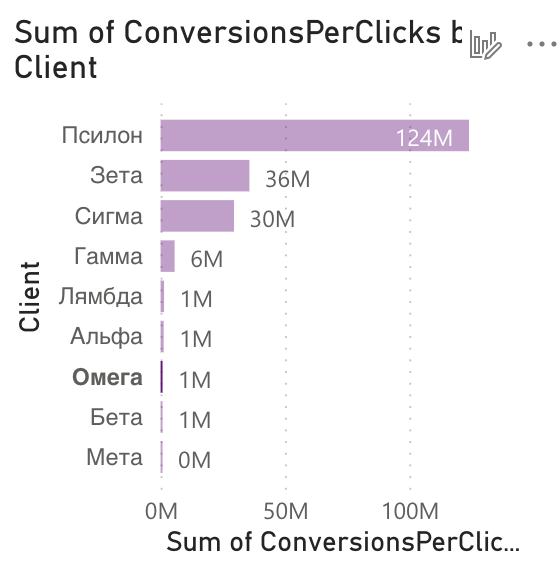 Sum of ConversionsPerClicks b
Client
Псилон 124M
Зета 36M
Сигма 30M
Гамма 6M
Лямбда 1M
Альфа 1M
Омега 1M
Бета 1M
Мета 0M
Client
0M 50M 100M
Sum of ConversionsPerClic...